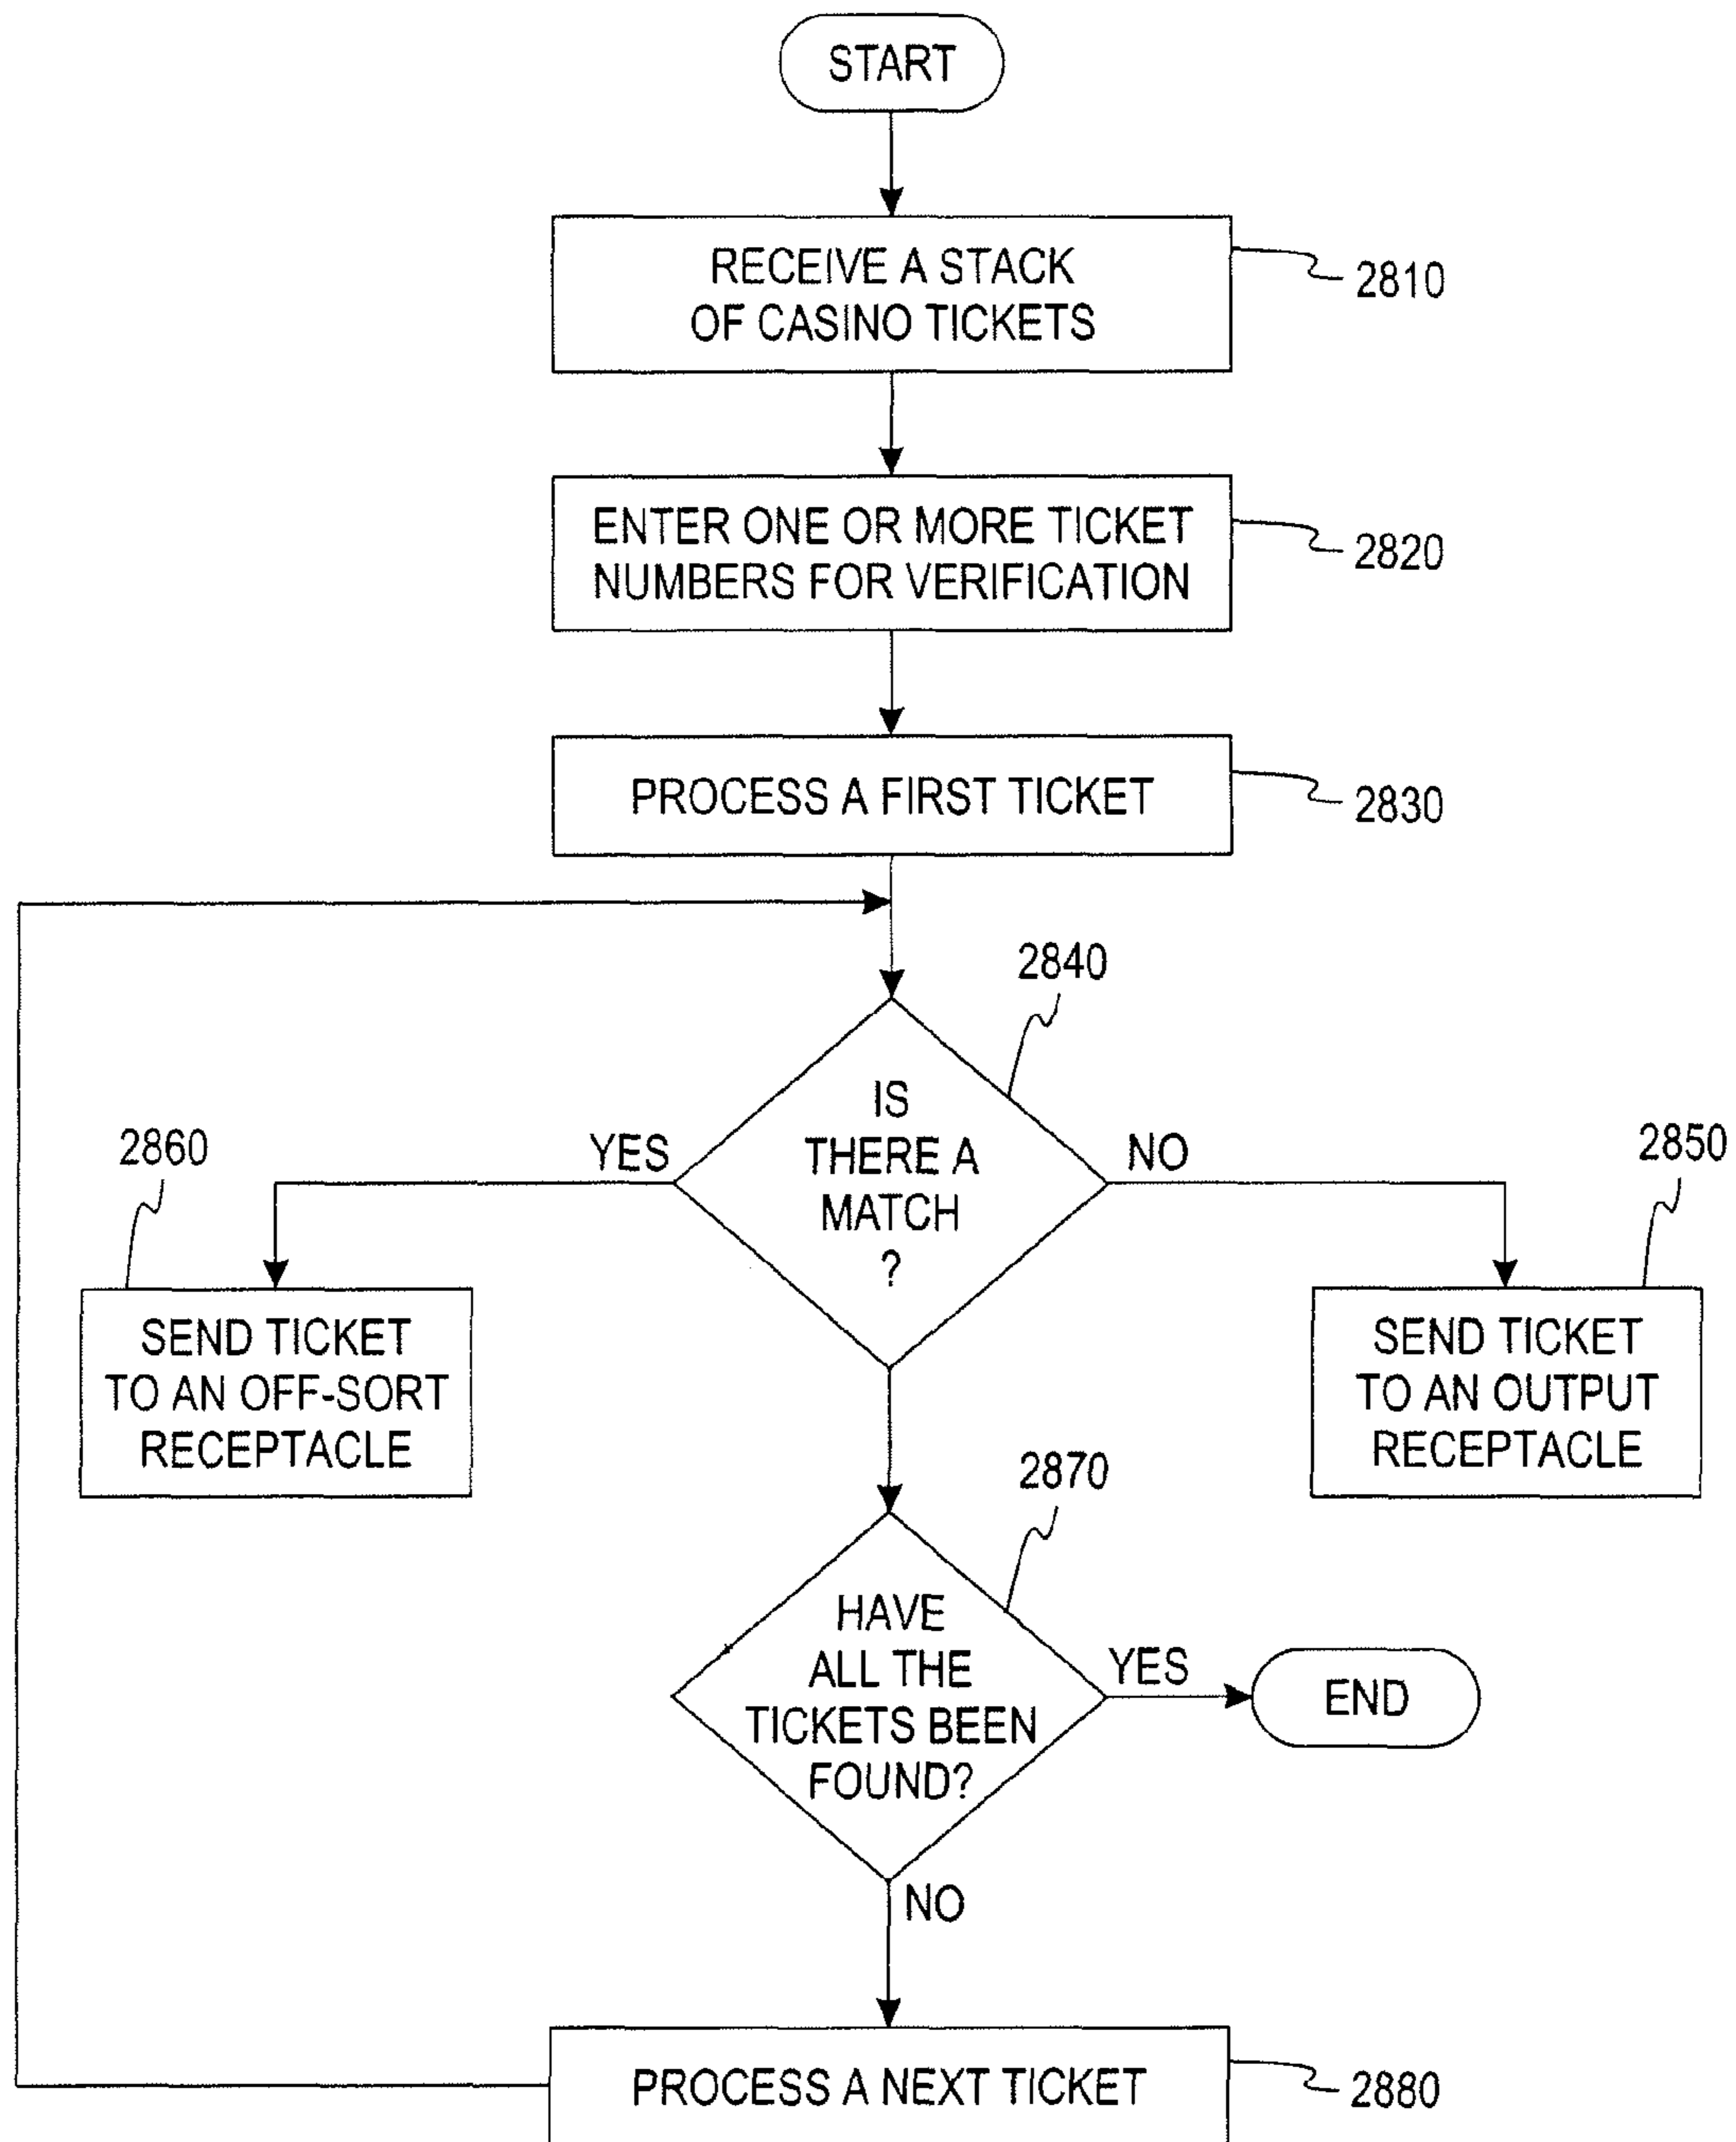 START
RECEIVE A STACK
OF CASINO TICKETS
2810
ENTER ONE OR MORE TICKET
NUMBERS FOR VERIFICATION
2820
PROCESS A FIRST TICKET
2830
2840
IS
THERE A
MATCH
?
YES
NO
2860
2850
SEND TICKET
TO AN OFF-SORT
RECEPTACLE
SEND TICKET
TO AN OUTPUT
RECEPTACLE
2870
HAVE
ALL THE
TICKETS BEEN
FOUND?
YES
END
NO
PROCESS A NEXT TICKET
2880